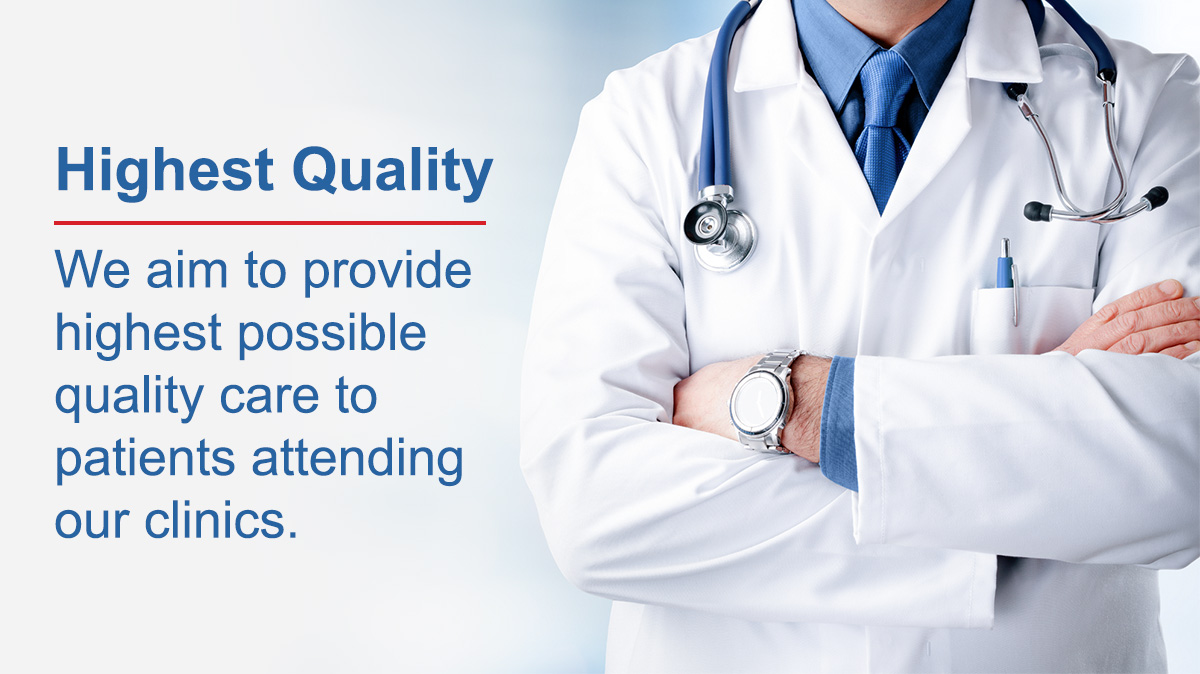 Highest Quality
We aim to provide
highest possible
quality care to
patients attending
our clinics.